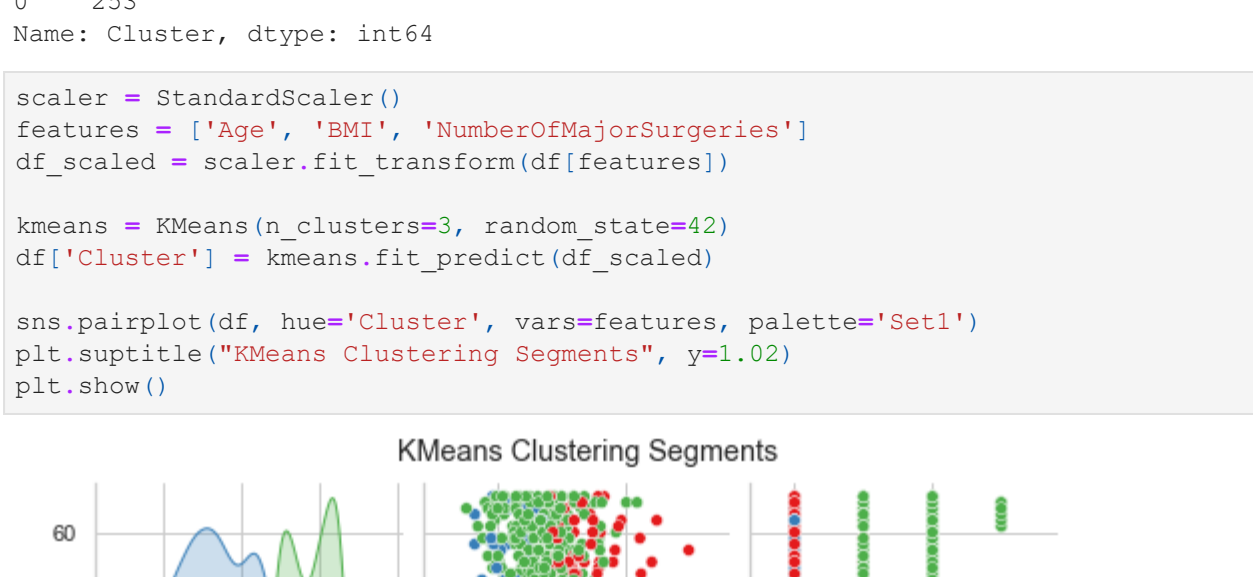 0    253
Name: Cluster, dtype: int64
scaler = StandardScaler()
features = ['Age', 'BMI', 'NumberOfMajorSurgeries']
df_scaled = scaler.fit_transform(df[features])
kmeans = KMeans(n_clusters=3, random_state=42)
df['Cluster'] = kmeans.fit_predict(df_scaled)
sns.pairplot(df, hue='Cluster', vars=features, palette='Set1')
plt.suptitle("KMeans Clustering Segments", y=1.02)
plt.show()
KMeans Clustering Segments
60